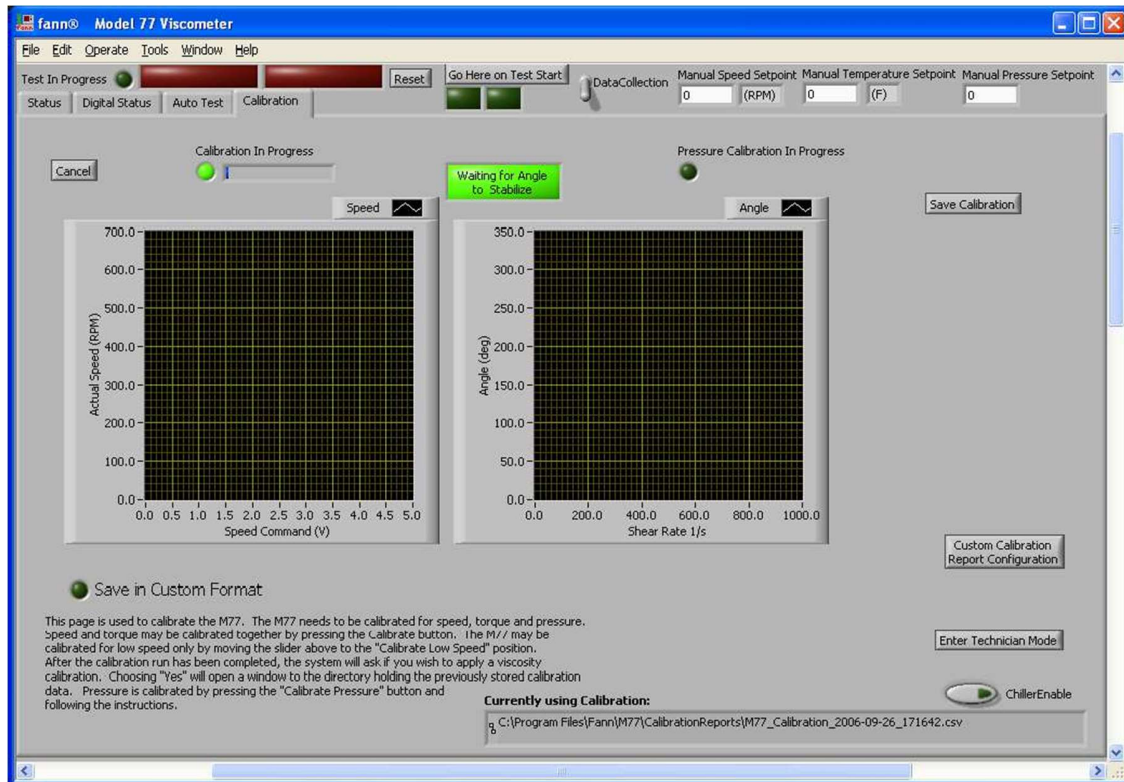 fann® Model 77 Viscometer
File Edit Operate Tools Window Help
Test In Progress
Reset
Go Here on Test Start
DataCollection
Manual Speed Setpoint
0 (RPM)
Manual Temperature Setpoint
0 (F)
Manual Pressure Setpoint
0
Status Digital Status Auto Test Calibration
Cancel
Calibration In Progress
Waiting for Angle
to Stabilize
Pressure Calibration In Progress
Save Calibration
Speed
700.0
600.0
500.0
400.0
300.0
200.0
100.0
0.0
Actual Speed (RPM)
0.0 0.5 1.0 1.5 2.0 2.5 3.0 3.5 4.0 4.5 5.0
Speed Command (V)
Angle
350.0
300.0
250.0
200.0
150.0
100.0
50.0
0.0
Angle (deg)
0.0 200.0 400.0 600.0 800.0 1000.0
Shear Rate 1/s
Custom Calibration
Report Configuration
Save in Custom Format
This page is used to calibrate the M77. The M77 needs to be calibrated for speed, torque and pressure.
Speed and torque may be calibrated together by pressing the Calibrate button. The M77 may be
calibrated for low speed only by moving the slider above to the "Calibrate Low Speed" position.
After the calibration run has been completed, the system will ask if you wish to apply a viscosity
calibration. Choosing "Yes" will open a window to the directory holding the previously stored calibration
data. Pressure is calibrated by pressing the "Calibrate Pressure" button and
following the instructions.
Enter Technician Mode
ChillerEnable
Currently using Calibration:
C:\Program Files\Fann\M77\CalibrationReports\M77_Calibration_2006-09-26_171642.csv